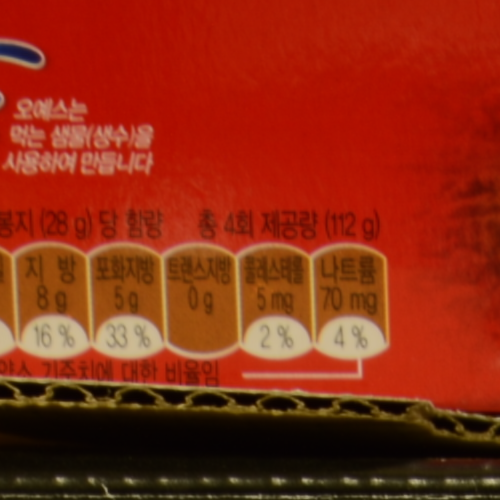 오예스는
먹는 샘물(생수)을
사용하여 만듭니다
봉지 (28 g) 당 함량 총 4회 제공량 (112 g)
지 방 포화지방 트랜스지방 콜레스테롤 나트륨
8 g 5 g 0 g 5 mg 70 mg
16 % 33 % 2 % 4 %
기준치에 대한 비율임